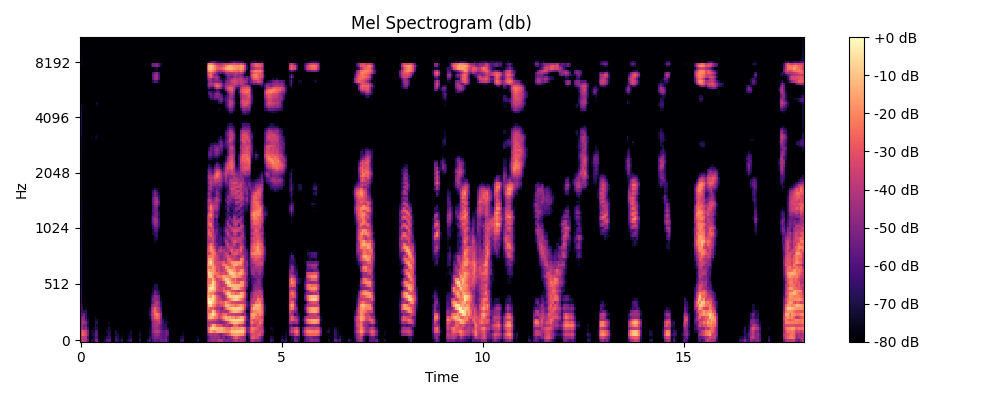 Mel Spectrogram (db)
8192
4096
2048
1024
512
0
Hz
0
5
10
15
Time
+0 dB
-10 dB
-20 dB
-30 dB
-40 dB
-50 dB
-60 dB
-70 dB
-80 dB